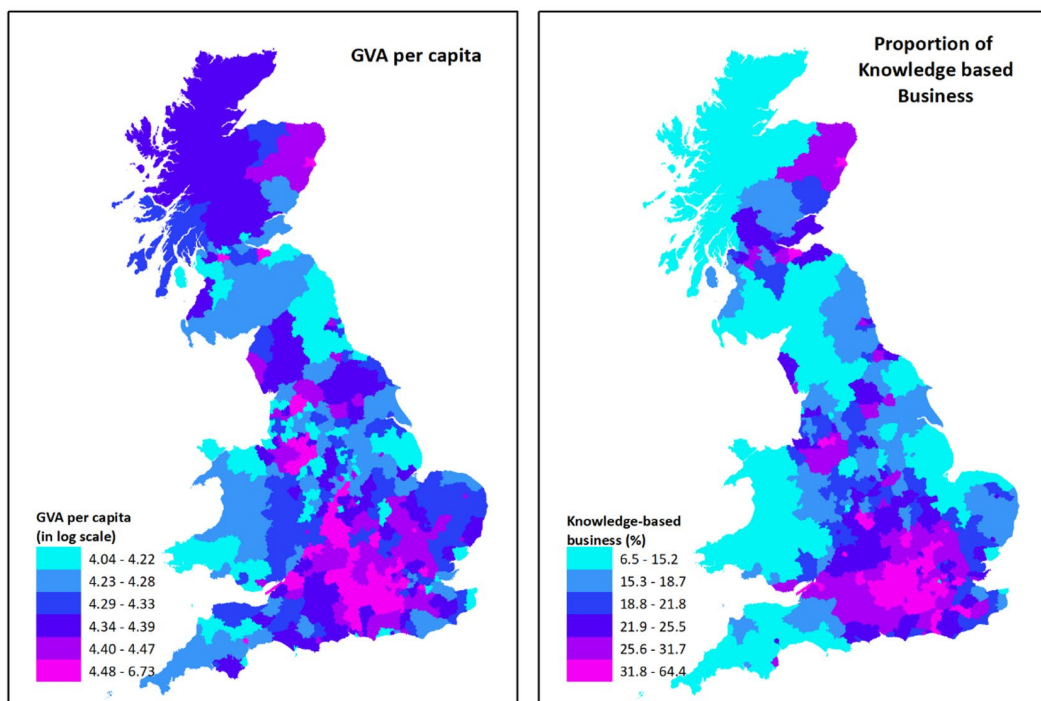 GVA per capita
GVA per capita
(in log scale)
4.04 - 4.22
4.23 - 4.28
4.29 - 4.33
4.34 - 4.39
4.40 - 4.47
4.48 - 6.73
Proportion of
Knowledge based
Business
Knowledge-based
business (%)
6.5 - 15.2
15.3 - 18.7
18.8 - 21.8
21.9 - 25.5
25.6 - 31.7
31.8 - 64.4